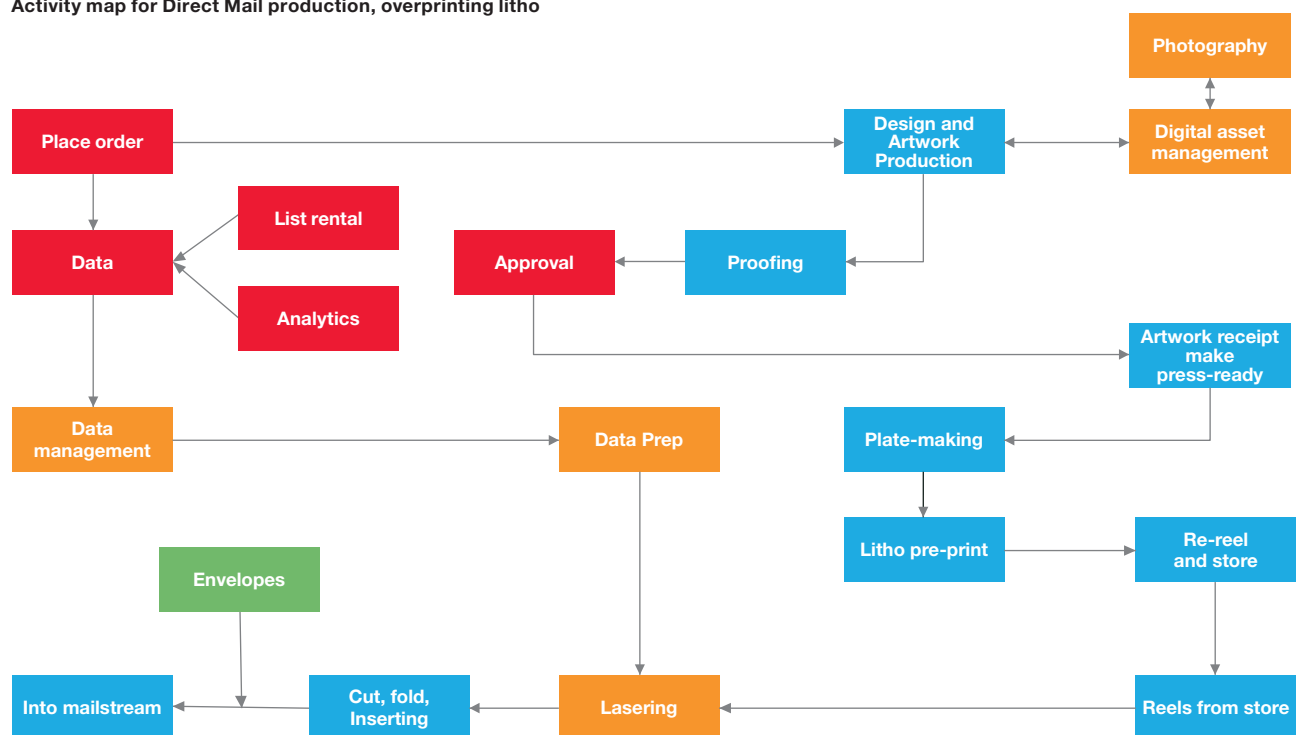 Activity map for Direct Mail production, overprinting litho
Photography
Place order
Design and
Artwork
Production
Digital asset
management
List rental
Data
Approval
Proofing
Analytics
Artwork receipt
make
press-ready
Data
management
Data Prep
Plate-making
Litho pre-print
Re-reel
and store
Envelopes
Into mailstream
Cut, fold,
Inserting
Lasering
Reels from store